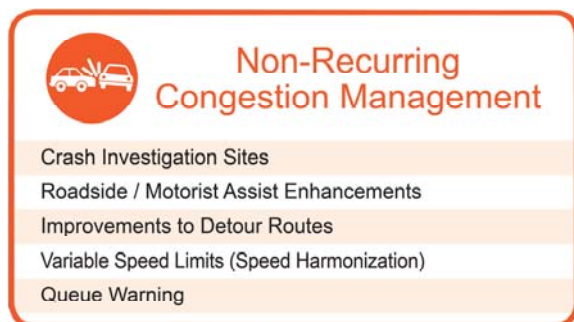 Non-Recurring
Congestion Management
Crash Investigation Sites
Roadside / Motorist Assist Enhancements
Improvements to Detour Routes
Variable Speed Limits (Speed Harmonization)
Queue Warning